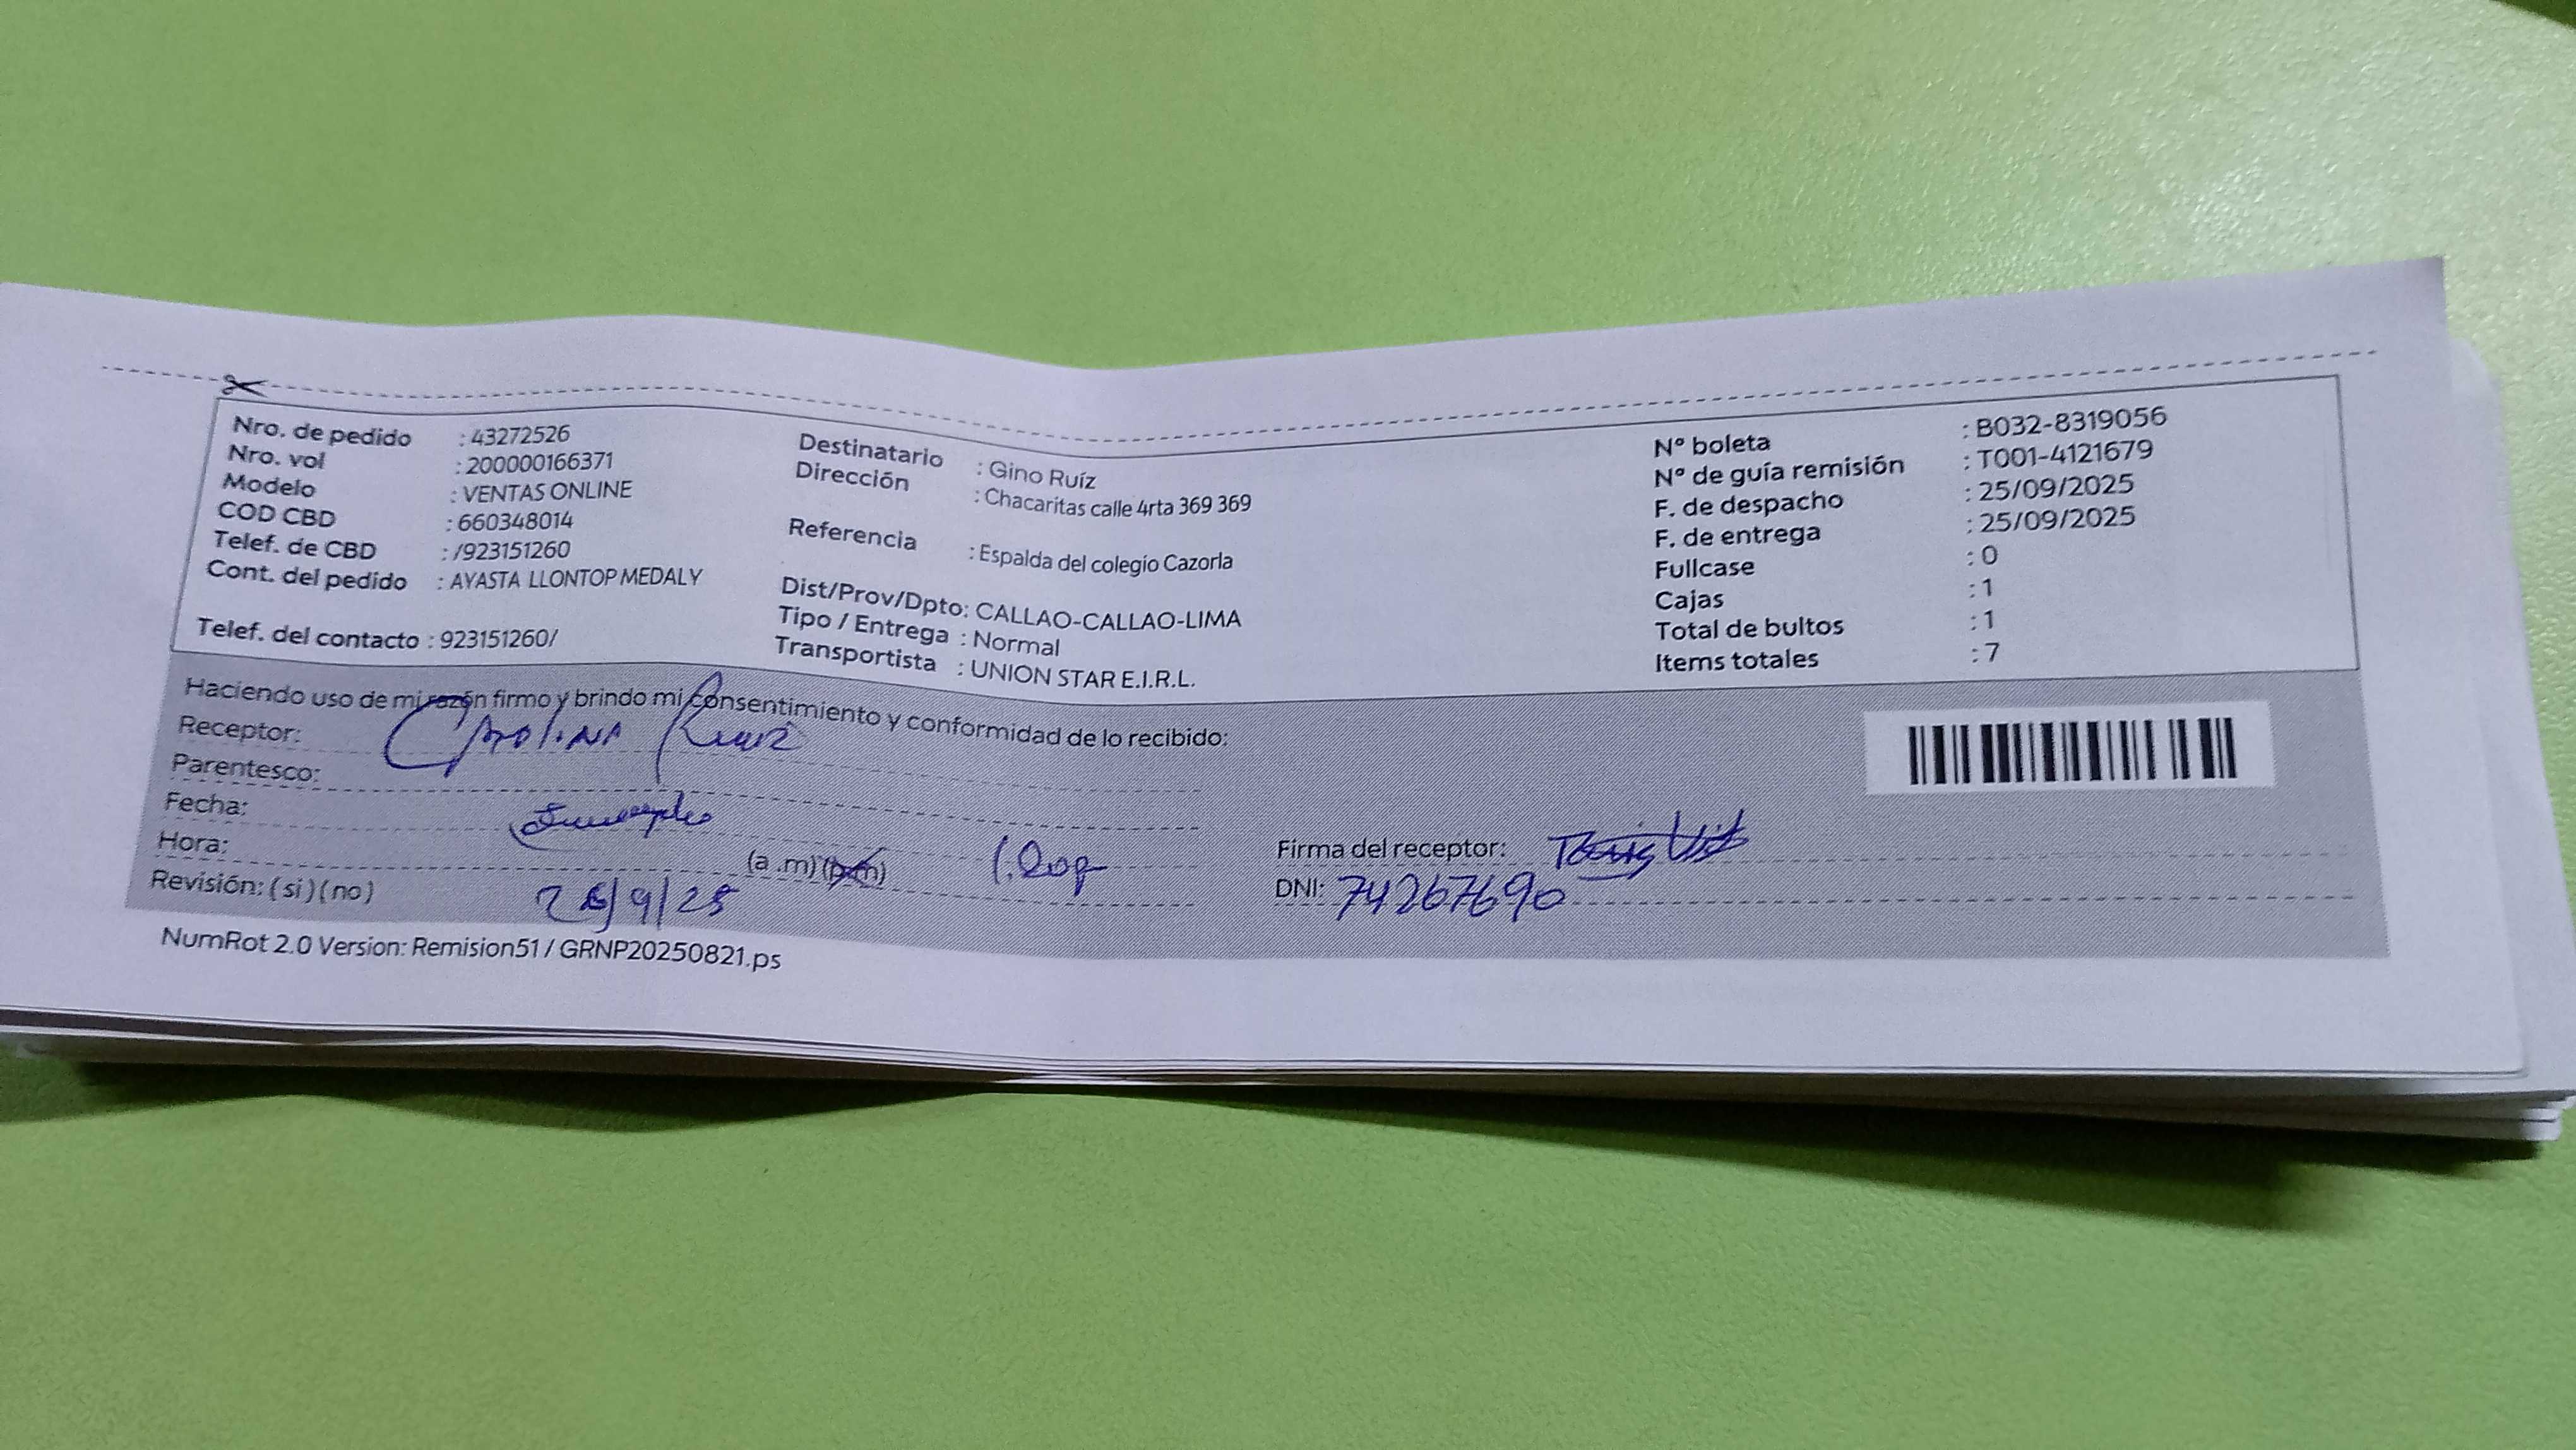 Nro. de pedido : 43272526
Nro. vol : 200000166371
Modelo : VENTAS ONLINE
COD CBD : 660348014
Telef. de CBD : /923151260
Cont. del pedido : AYASTA LLONTOP MEDALY
Telef. del contacto : 923151260/
Destinatario : Gino Ruíz
Dirección : Chacaritas calle 4rta 369 369
Referencia : Espalda del colegio Cazorla
Dist/Prov/Dpto: CALLAO-CALLAO-LIMA
Tipo / Entrega : Normal
Transportista : UNION STAR E.I.R.L.
N° boleta : B032-8319056
N° de guía remisión : T001-4121679
F. de despacho : 25/09/2025
F. de entrega : 25/09/2025
Fullcase : 0
Cajas : 1
Total de bultos : 1
Items totales : 7
Haciendo uso de mi razón firmo y brindo mi consentimiento y conformidad de lo recibido:
Receptor: Carolina Ruiz
Parentesco:
Fecha:
Hora: (a .m) (p.m)
Revisión: ( si ) ( no )
Firma del receptor:
DNI: 74267690
NumRot 2.0 Version: Remision51 / GRNP20250821.ps